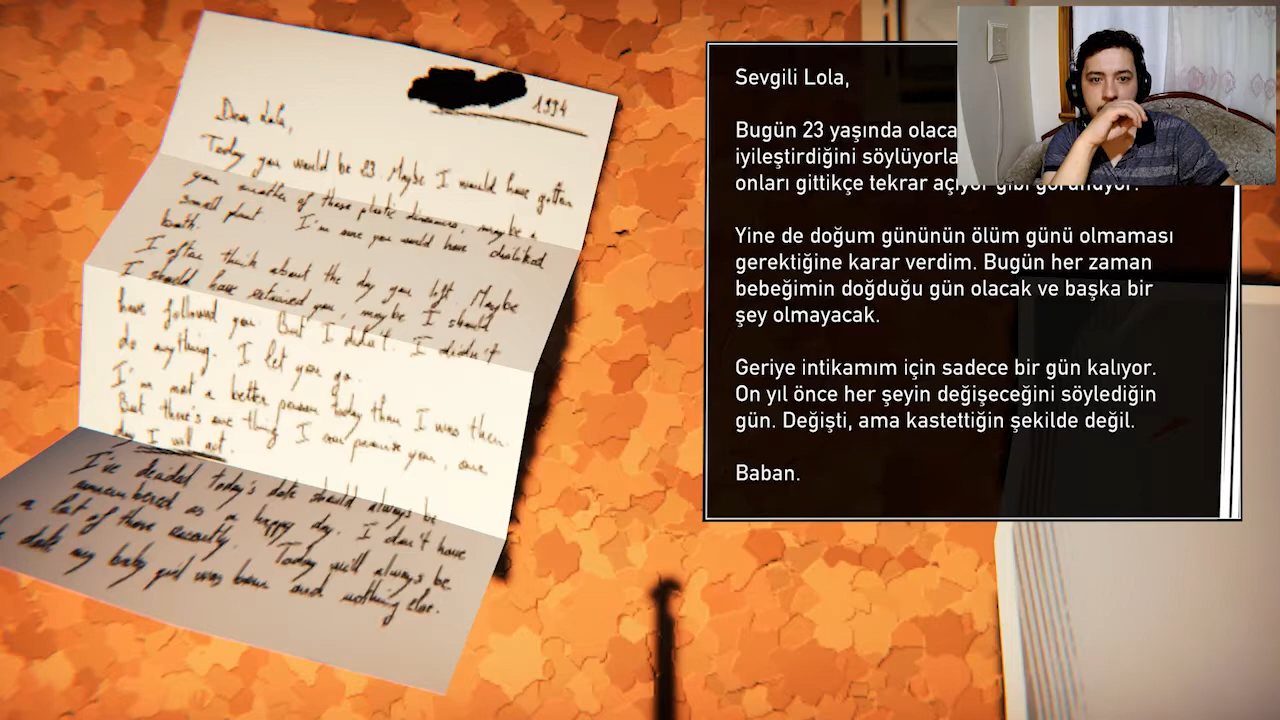 1994
Dear Lola,
Today you would be 23. Maybe I would have gotten
you another of those plastic dinosaurs, maybe a
small plant. I'm sure you would have disliked
both.
I often think about the day you left. Maybe
I should have retained you, maybe I should
have followed you. But I didn't. I didn't
do anything. I let you go.
I'm not a better person today than I was then.
But there's one thing I can promise you, one
day I will act.
I've decided today's date should always be
remembered as a happy day. I don't have
a lot of those recently. Today will always be
date my baby girl was born and nothing else.
Sevgili Lola,
Bugün 23 yaşında
iyileştirdiğini
onları gittikçe tekrar açıyor gibi görünüyor.
Yine de doğum gününün ölüm günü olmaması
gerektiğine karar verdim. Bugün her zaman
bebeğimin doğduğu gün olacak ve başka bir
şey olmayacak.
Geriye intikamım için sadece bir gün kalıyor.
On yıl önce her şeyin değişeceğini söylediğin
gün. Değişti, ama kastettiğin şekilde değil.
Baban.